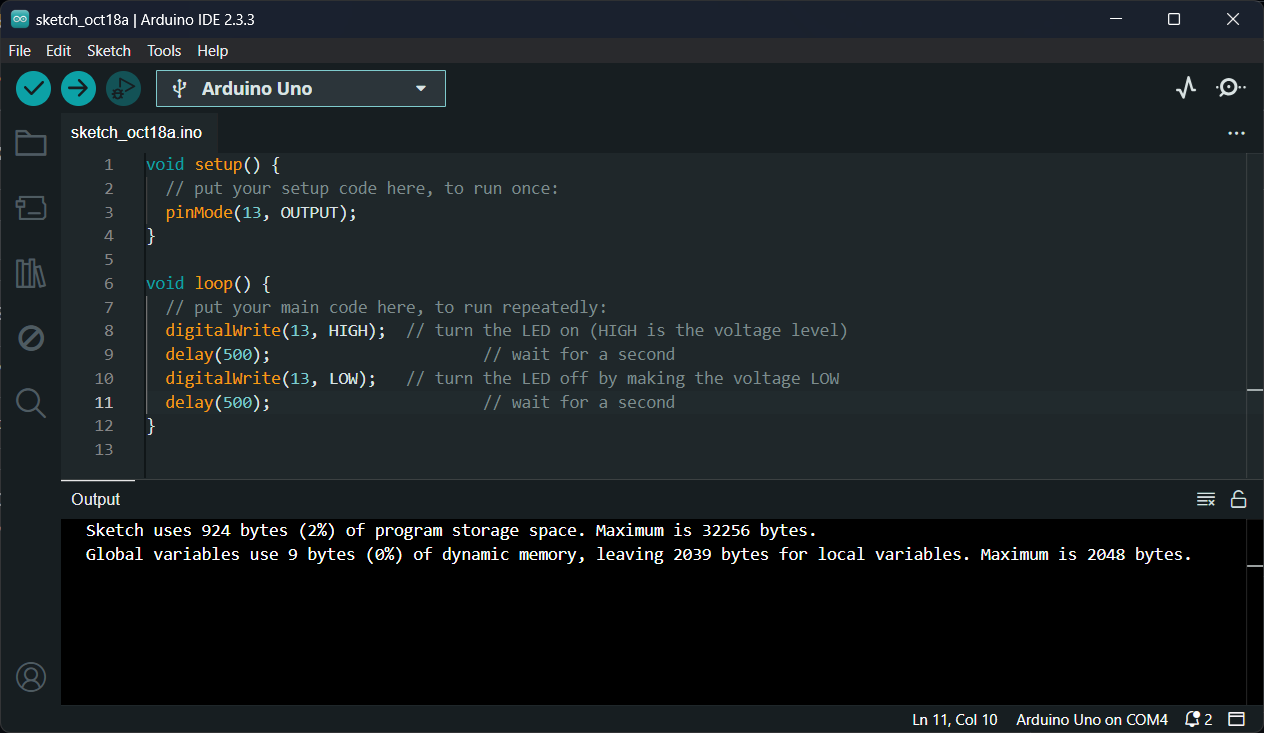 sketch_oct18a | Arduino IDE 2.3.3
File Edit Sketch Tools Help
Arduino Uno
sketch_oct18a.ino
1 void setup() {
2   // put your setup code here, to run once:
3   pinMode(13, OUTPUT);
4 }
5
6 void loop() {
7   // put your main code here, to run repeatedly:
8   digitalWrite(13, HIGH);  // turn the LED on (HIGH is the voltage level)
9   delay(500);                      // wait for a second
10   digitalWrite(13, LOW);   // turn the LED off by making the voltage LOW
11   delay(500);                      // wait for a second
12 }
13
Output
Sketch uses 924 bytes (2%) of program storage space. Maximum is 32256 bytes.
Global variables use 9 bytes (0%) of dynamic memory, leaving 2039 bytes for local variables. Maximum is 2048 bytes.
Ln 11, Col 10 Arduino Uno on COM4 2